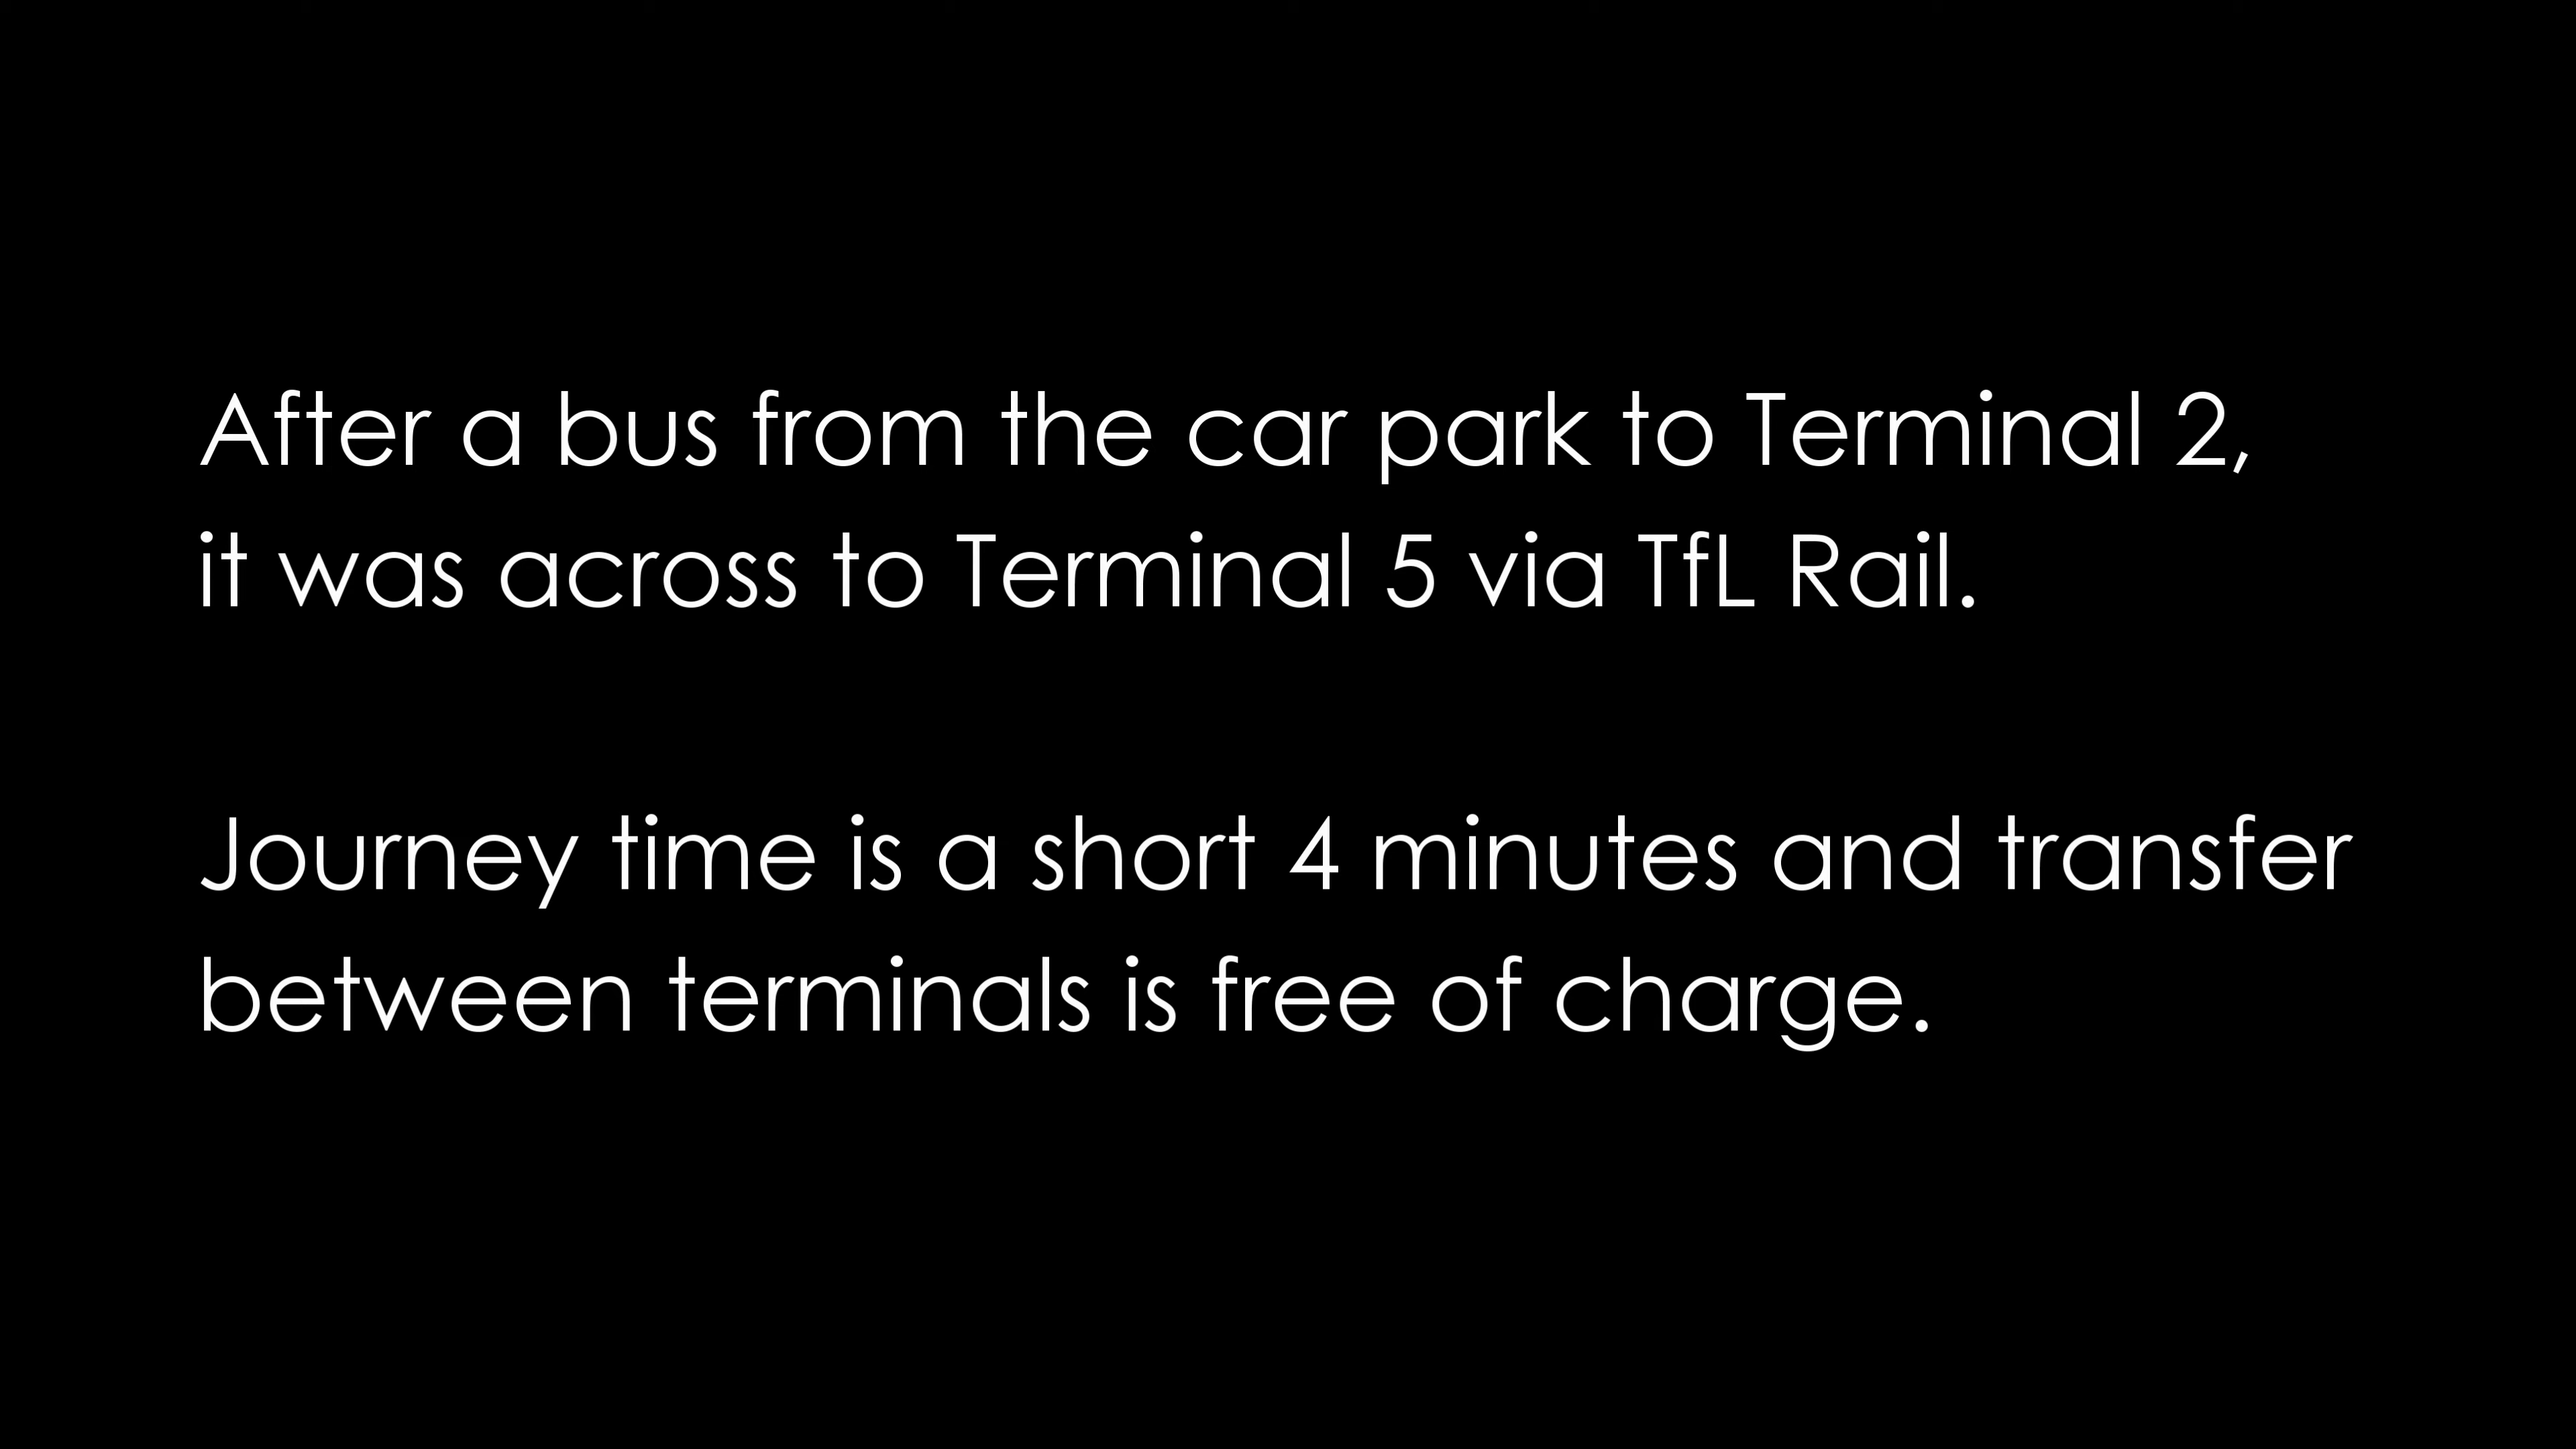 After a bus from the car park to Terminal 2,
it was across to Terminal 5 via TfL Rail.
Journey time is a short 4 minutes and transfer
between terminals is free of charge.